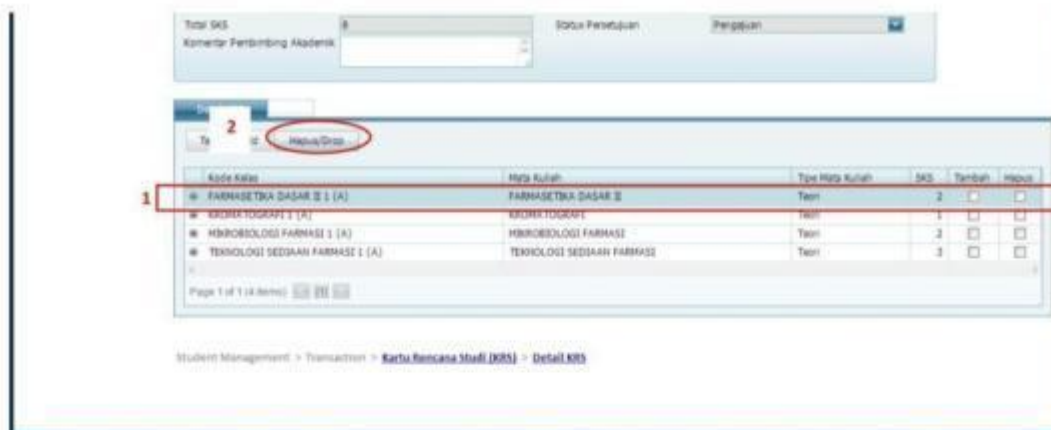 Total SKS 8 Status Persetujuan Pengajuan
Komentar Pembimbing Akademik
2
Hapus/Drop
Kode Kelas Mata Kuliah Tipe Mata Kuliah SKS Tambah Hapus
1
FARMASETIKA DASAR II 1 (A) FARMASETIKA DASAR II Teori 2
KROMATOGRAFI 1 (A) KROMATOGRAFI Teori 1
MIKROBIOLOGI FARMASI 1 (A) MIKROBIOLOGI FARMASI Teori 2
TEKNOLOGI SEDIAAN FARMASI 1 (A) TEKNOLOGI SEDIAAN FARMASI Teori 3
Page 1 of 1 (4 items) [1]
Student Management > Transaction > Kartu Rencana Studi (KRS) > Detail KRS